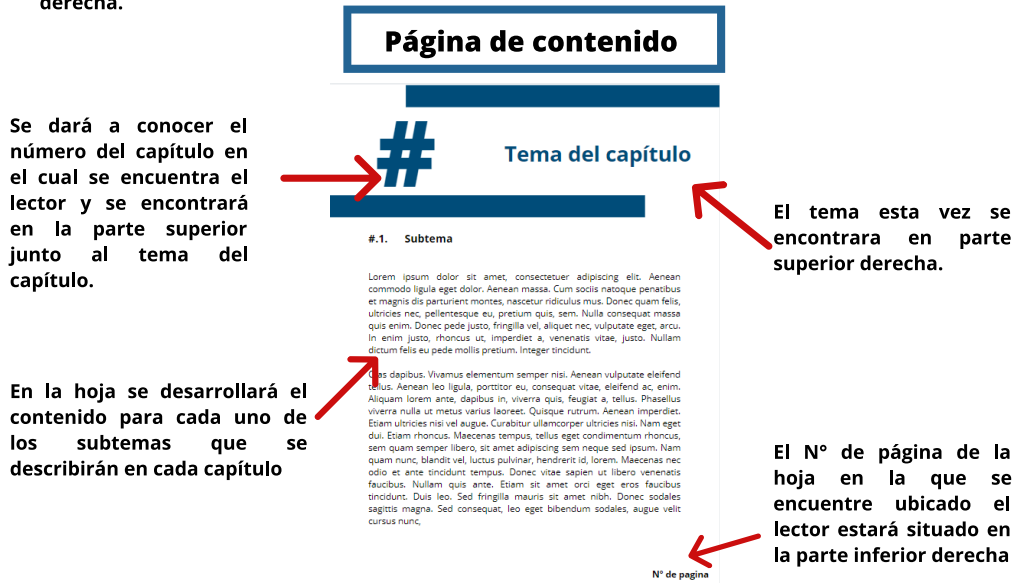 derecha.
Página de contenido
Se dará a conocer el
número del capítulo en
el cual se encuentra el
lector y se encontrará
en la parte superior
junto al tema del
capítulo.
#
Tema del capítulo
El tema esta vez se
encontrara en parte
superior derecha.
#.1. Subtema
Lorem ipsum dolor sit amet, consectetuer adipiscing elit. Aenean
commodo ligula eget dolor. Aenean massa. Cum sociis natoque penatibus
et magnis dis parturient montes, nascetur ridiculus mus. Donec quam felis,
ultricies nec, pellentesque eu, pretium quis, sem. Nulla consequat massa
quis enim. Donec pede justo, fringilla vel, aliquet nec, vulputate eget, arcu.
In enim justo, rhoncus ut, imperdiet a, venenatis vitae, justo. Nullam
dictum felis eu pede mollis pretium. Integer tincidunt.
dapibus. Vivamus elementum semper nisi. Aenean vulputate eleifend
tellus. Aenean leo ligula, porttitor eu, consequat vitae, eleifend ac, enim.
Aliquam lorem ante, dapibus in, viverra quis, feugiat a, tellus. Phasellus
viverra nulla ut metus varius laoreet. Quisque rutrum. Aenean imperdiet.
Etiam ultricies nisi vel augue. Curabitur ullamcorper ultricies nisi. Nam eget
dui. Etiam rhoncus. Maecenas tempus, tellus eget condimentum rhoncus,
sem quam semper libero, sit amet adipiscing sem neque sed ipsum. Nam
quam nunc, blandit vel, luctus pulvinar, hendrerit id, lorem. Maecenas nec
odio et ante tincidunt tempus. Donec vitae sapien ut libero venenatis
faucibus. Nullam quis ante. Etiam sit amet orci eget eros faucibus
tincidunt. Duis leo. Sed fringilla mauris sit amet nibh. Donec sodales
sagittis magna. Sed consequat, leo eget bibendum sodales, augue velit
cursus nunc,
En la hoja se desarrollará el
contenido para cada uno de
los subtemas que se
describirán en cada capítulo
El N° de página de la
hoja en la que se
encuentre ubicado el
lector estará situado en
la parte inferior derecha
N° de pagina